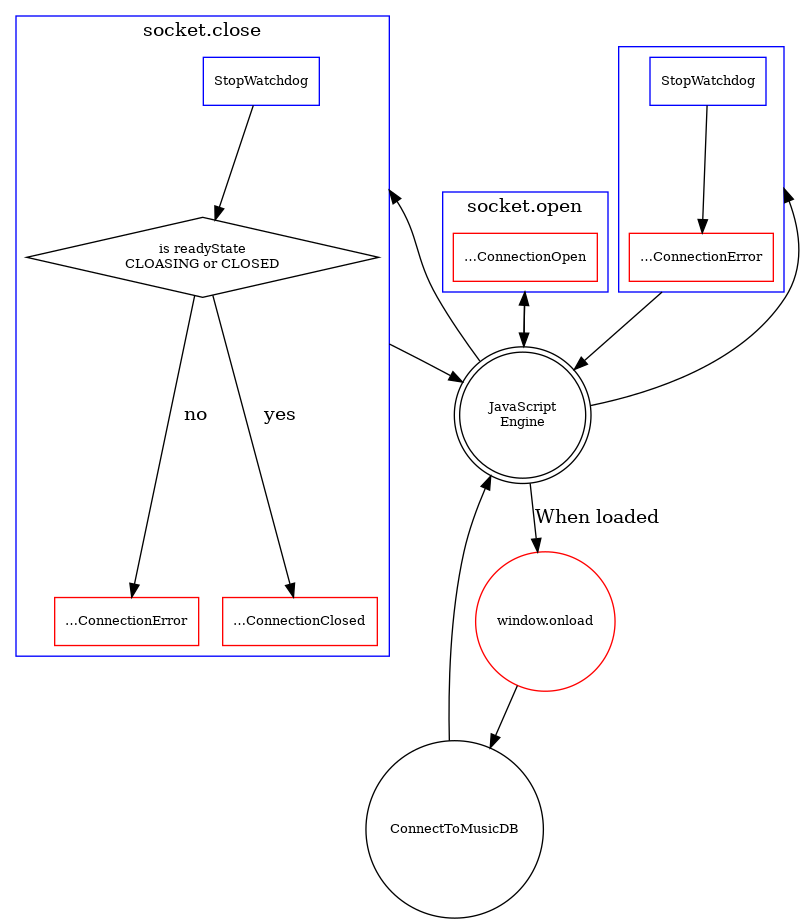 socket.close
StopWatchdog
is readyState
CLOASING or CLOSED
no
yes
...ConnectionError
...ConnectionClosed
socket.open
...ConnectionOpen
StopWatchdog
...ConnectionError
JavaScript
Engine
When loaded
window.onload
ConnectToMusicDB